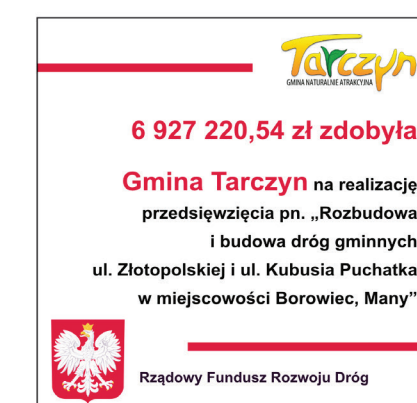 Tarczyn
GMINA NATURALNIE ATRAKCYJNA
6 927 220,54 zł zdobyła
Gmina Tarczyn na realizację
przedsięwzięcia pn. „Rozbudowa
i budowa dróg gminnych
ul. Złotopolskiej i ul. Kubusia Puchatka
w miejscowości Borowiec, Many”
Rządowy Fundusz Rozwoju Dróg